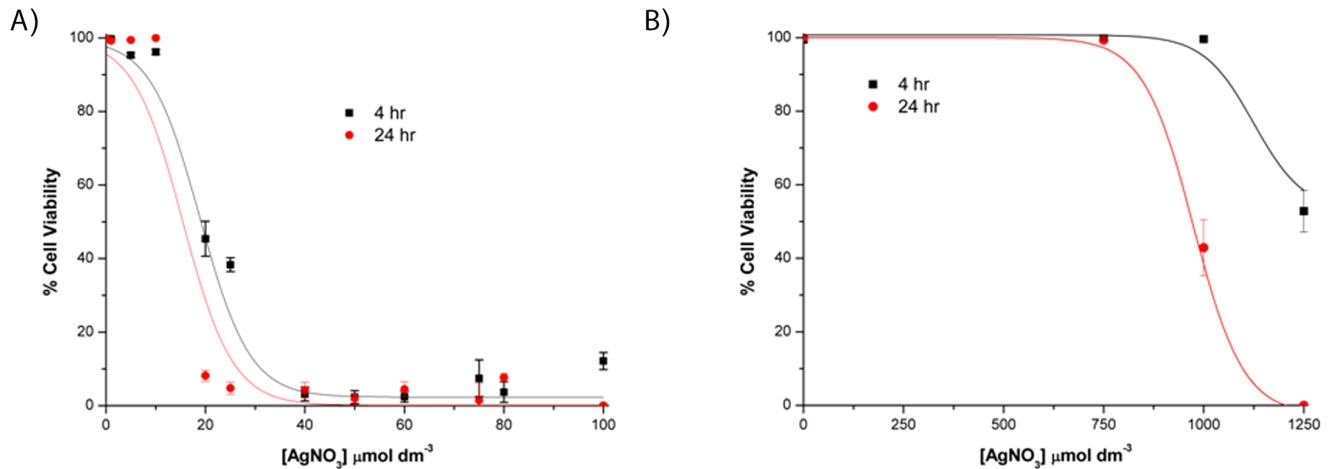 A)
100
80
60
40
20
0
% Cell Viability
4 hr
24 hr
0 20 40 60 80 100
[AgNO₃] μmol dm⁻³
B)
100
80
60
40
20
0
% Cell Viability
4 hr
24 hr
0 250 500 750 1000 1250
[AgNO₃] μmol dm⁻³